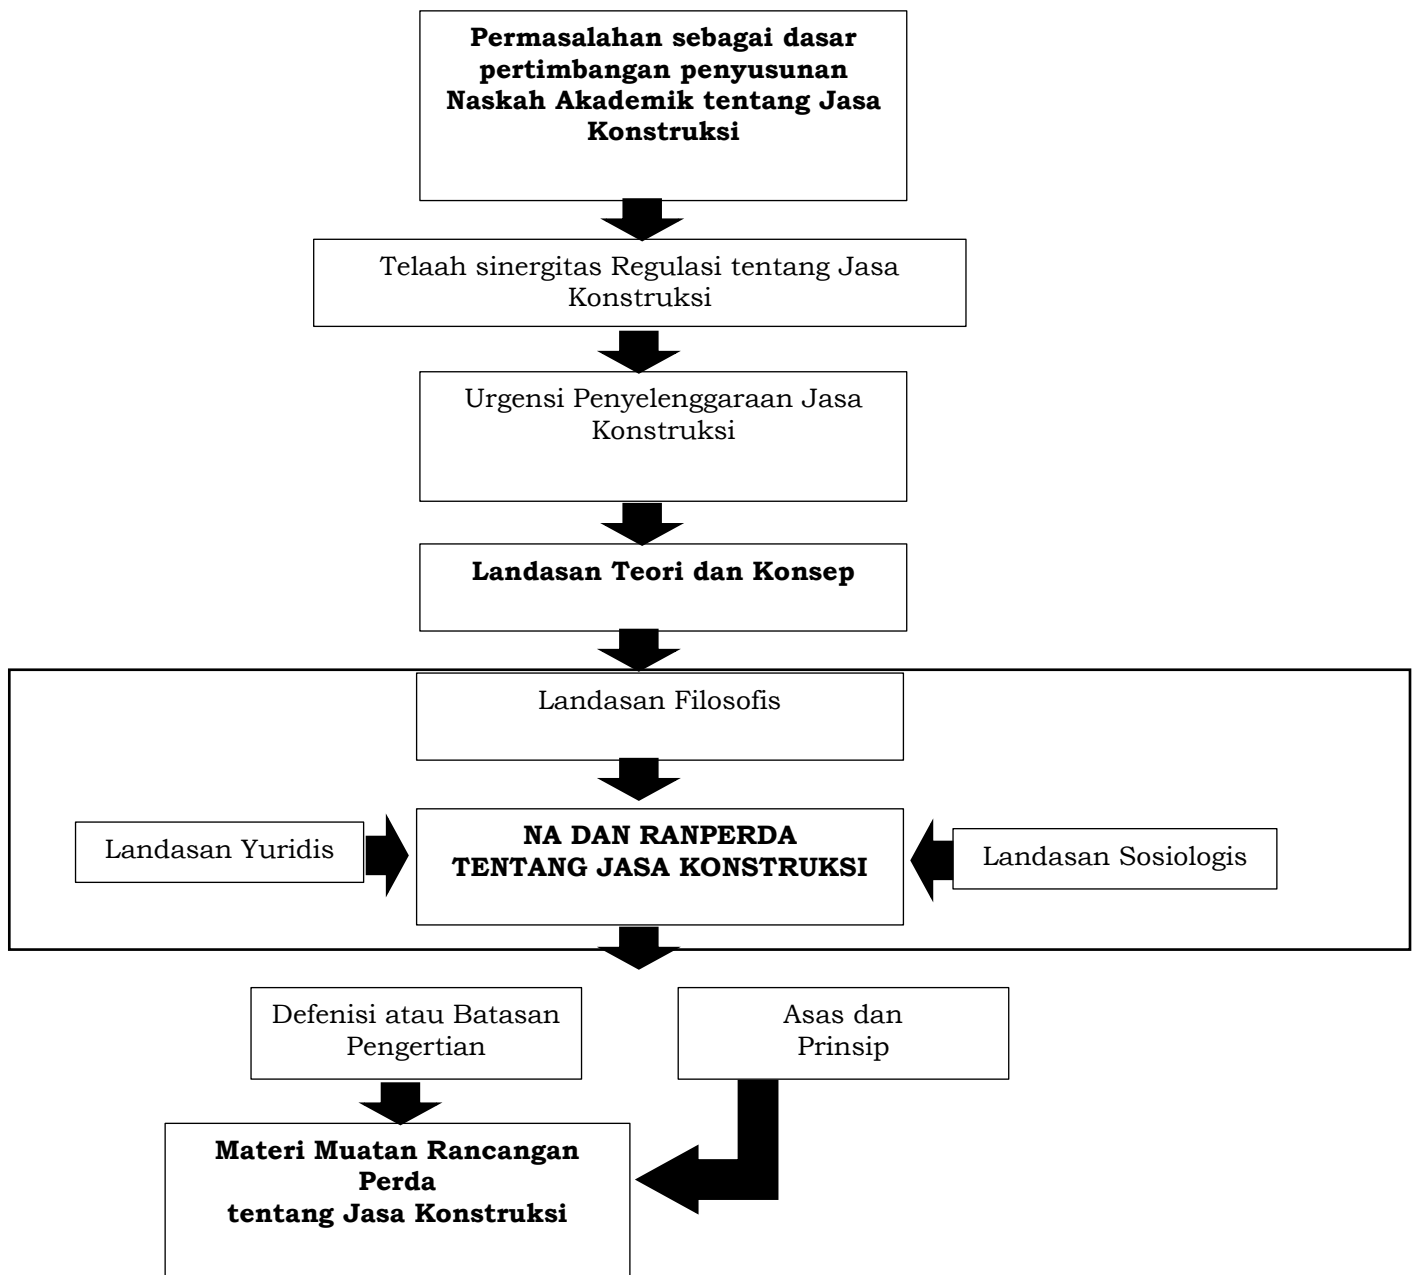 Permasalahan sebagai dasar
pertimbangan penyusunan
Naskah Akademik tentang Jasa
Konstruksi
Telaah sinergitas Regulasi tentang Jasa
Konstruksi
Urgensi Penyelenggaraan Jasa
Konstruksi
Landasan Teori dan Konsep
Landasan Filosofis
Landasan Yuridis
NA DAN RANPERDA
TENTANG JASA KONSTRUKSI
Landasan Sosiologis
Defenisi atau Batasan
Pengertian
Asas dan
Prinsip
Materi Muatan Rancangan
Perda
tentang Jasa Konstruksi